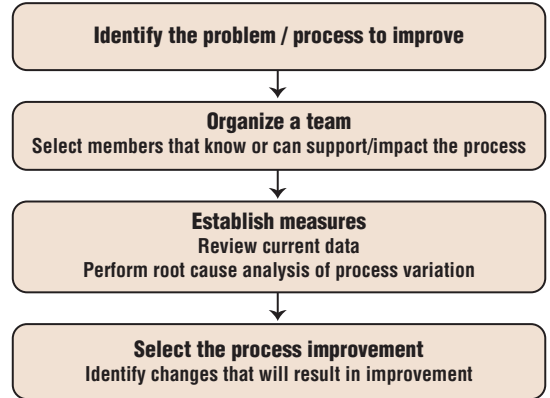 Identify the problem / process to improve
Organize a team
Select members that know or can support/impact the process
Establish measures
Review current data
Perform root cause analysis of process variation
Select the process improvement
Identify changes that will result in improvement